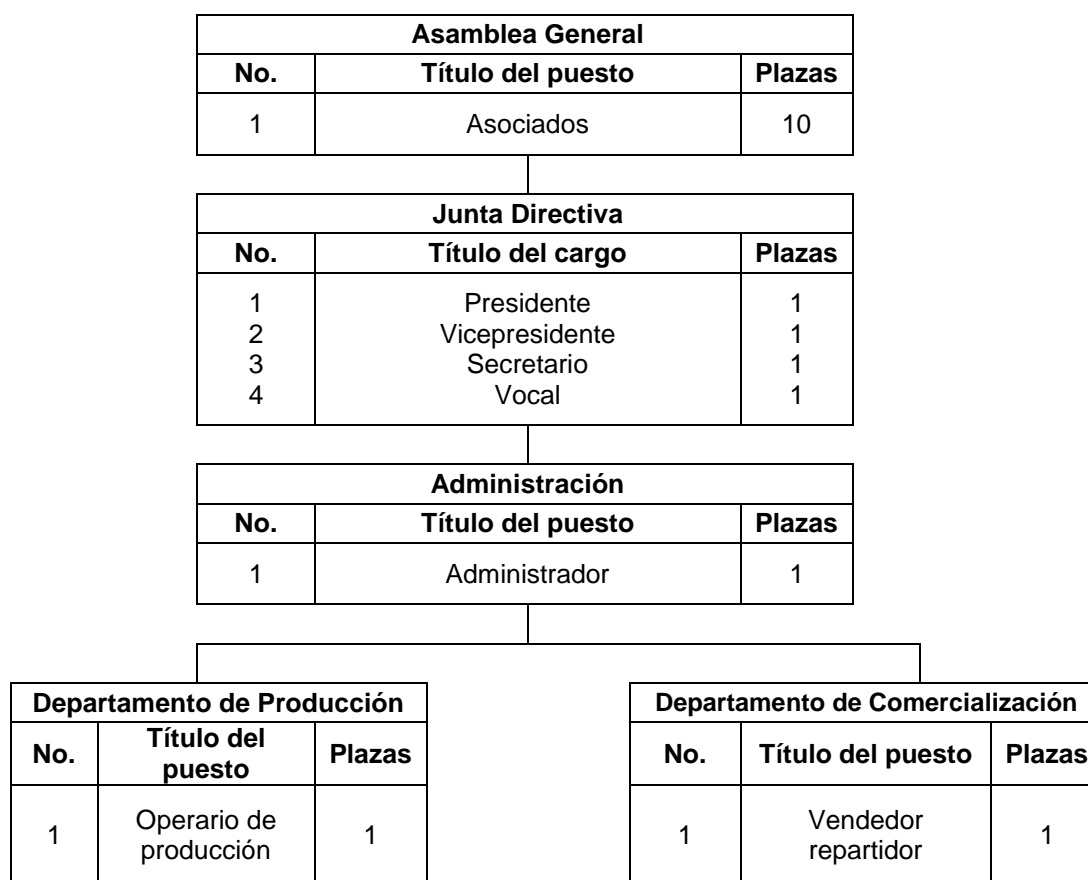 Asamblea General
No. Título del puesto Plazas
1 Asociados 10
Junta Directiva
No. Título del cargo Plazas
1 Presidente 1
2 Vicepresidente 1
3 Secretario 1
4 Vocal 1
Administración
No. Título del puesto Plazas
1 Administrador 1
Departamento de Producción
No. Título del puesto Plazas
1 Operario de producción 1
Departamento de Comercialización
No. Título del puesto Plazas
1 Vendedor repartidor 1